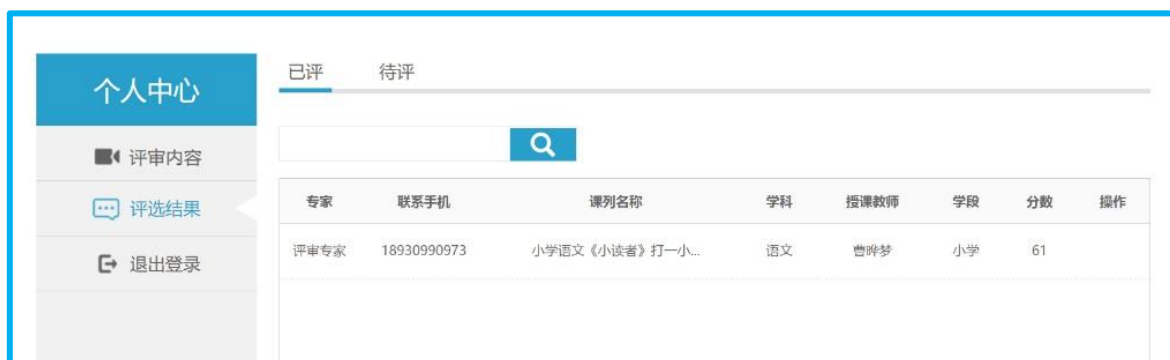 个人中心
评审内容
评选结果
退出登录
已评 待评
专家 联系手机 课列名称 学科 授课教师 学段 分数 操作
评审专家 18930990973 小学语文《小读者》打一小... 语文 曹晔梦 小学 61